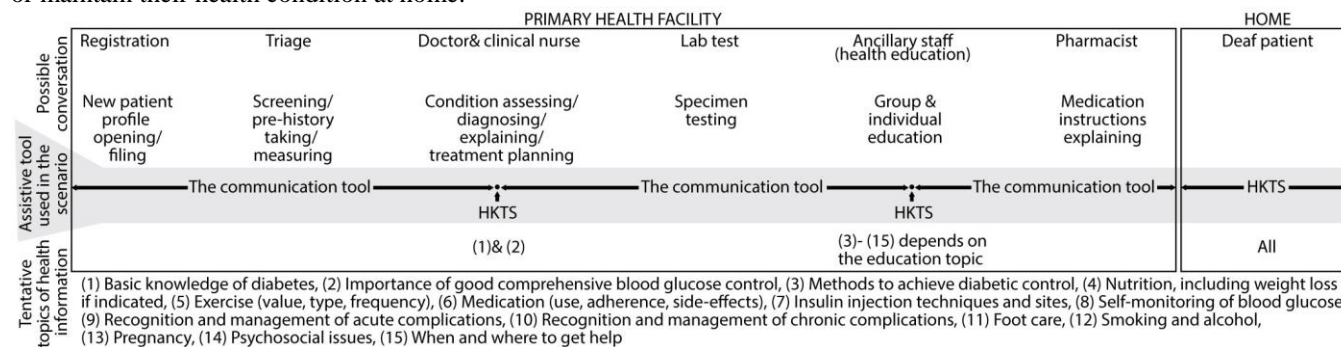 or maintain their health condition at home.
PRIMARY HEALTH FACILITY
HOME
Possible conversation
Registration
Triage
Doctor& clinical nurse
Lab test
Ancillary staff
(health education)
Pharmacist
Deaf patient
New patient
profile
opening/
filing
Screening/
pre-history
taking/
measuring
Condition assessing/
diagnosing/
explaining/
treatment planning
Specimen
testing
Group &
individual
education
Medication
instructions
explaining
Assistive tool
used in the
scenario
The communication tool
HKTS
The communication tool
HKTS
The communication tool
HKTS
Tentative
topics of health
information
(1)& (2)
(3)- (15) depends on
the education topic
All
(1) Basic knowledge of diabetes, (2) Importance of good comprehensive blood glucose control, (3) Methods to achieve diabetic control, (4) Nutrition, including weight loss
if indicated, (5) Exercise (value, type, frequency), (6) Medication (use, adherence, side-effects), (7) Insulin injection techniques and sites, (8) Self-monitoring of blood glucose
(9) Recognition and management of acute complications, (10) Recognition and management of chronic complications, (11) Foot care, (12) Smoking and alcohol,
(13) Pregnancy, (14) Psychosocial issues, (15) When and where to get help